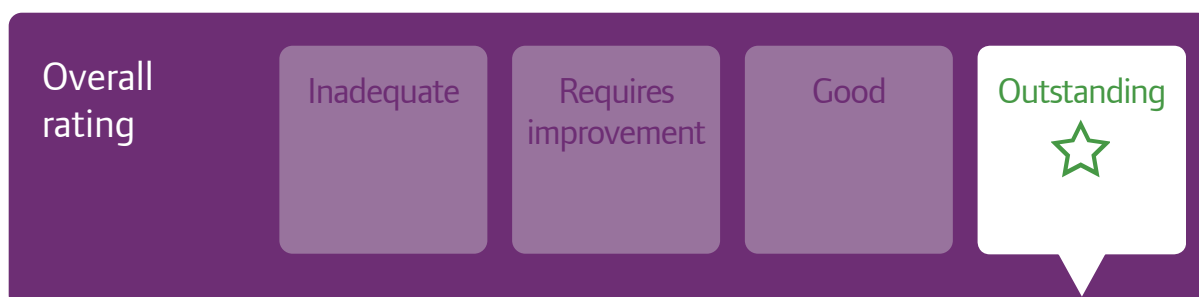 Overall
rating
Inadequate
Requires
improvement
Good
Outstanding